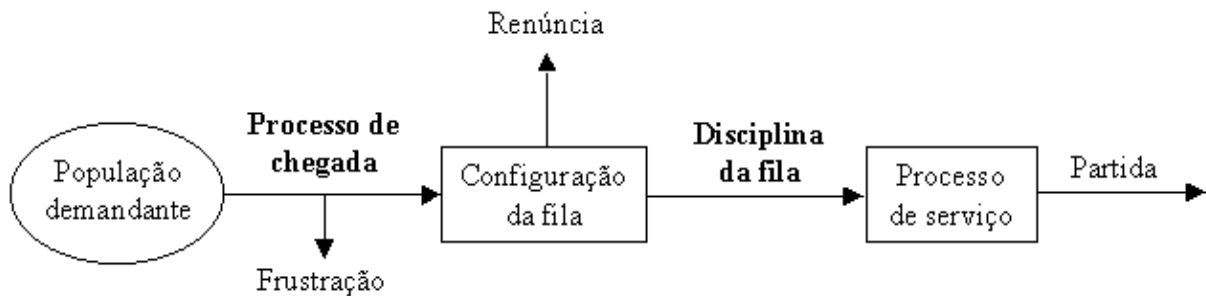 Renúncia
Processo de
chegada
Disciplina
da fila
População
demandante
Configuração
da fila
Processo
de serviço
Partida
Frustração